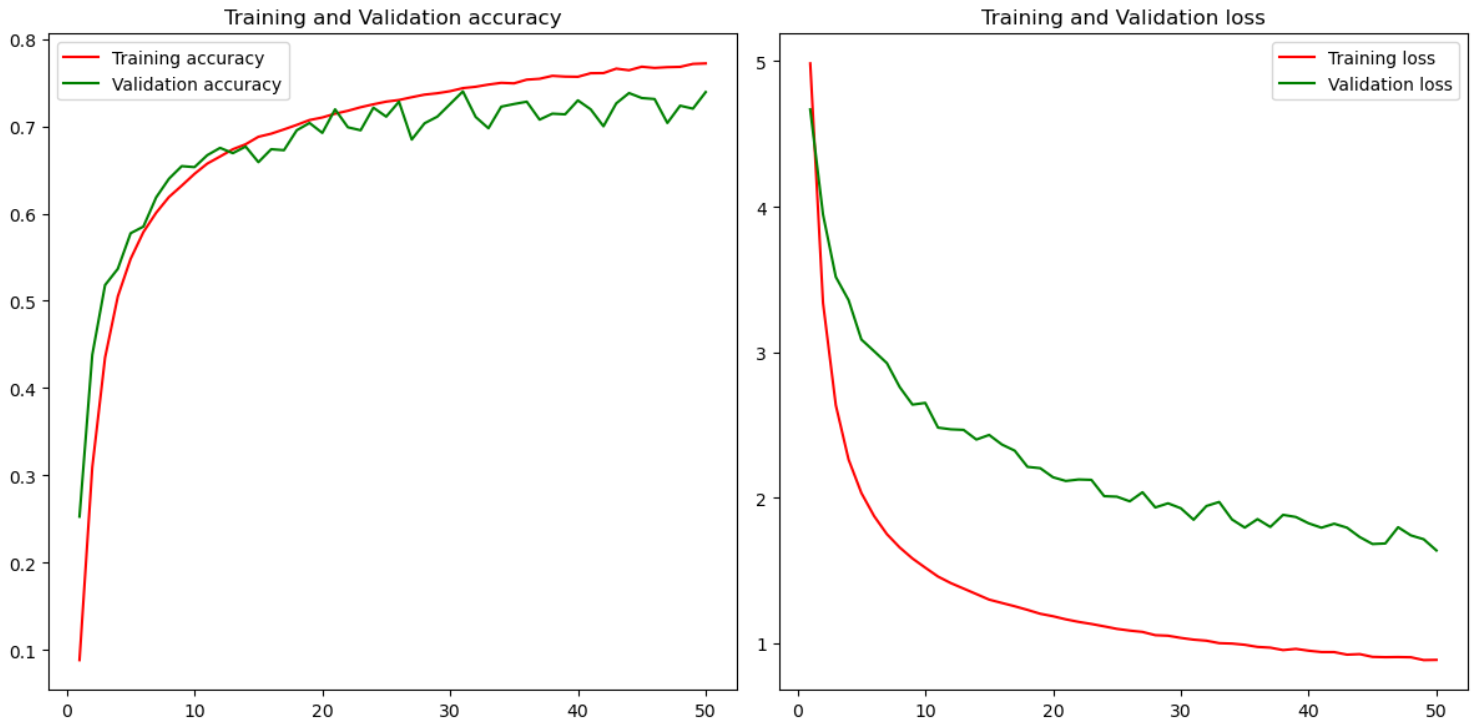 Training and Validation accuracy
0.8
0.7
0.6
0.5
0.4
0.3
0.2
0.1
0 10 20 30 40 50
Training accuracy
Validation accuracy
Training and Validation loss
5
4
3
2
1
0 10 20 30 40 50
Training loss
Validation loss